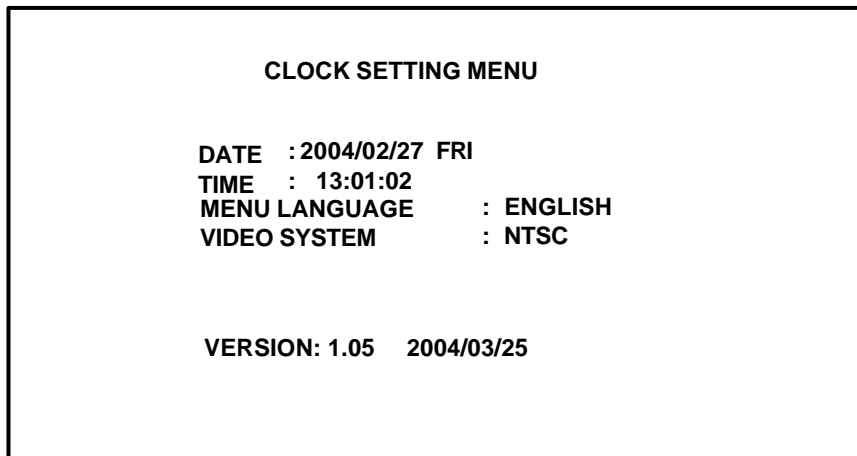 CLOCK SETTING MENU
DATE : 2004/02/27 FRI
TIME : 13:01:02
MENU LANGUAGE : ENGLISH
VIDEO SYSTEM : NTSC
VERSION: 1.05 2004/03/25